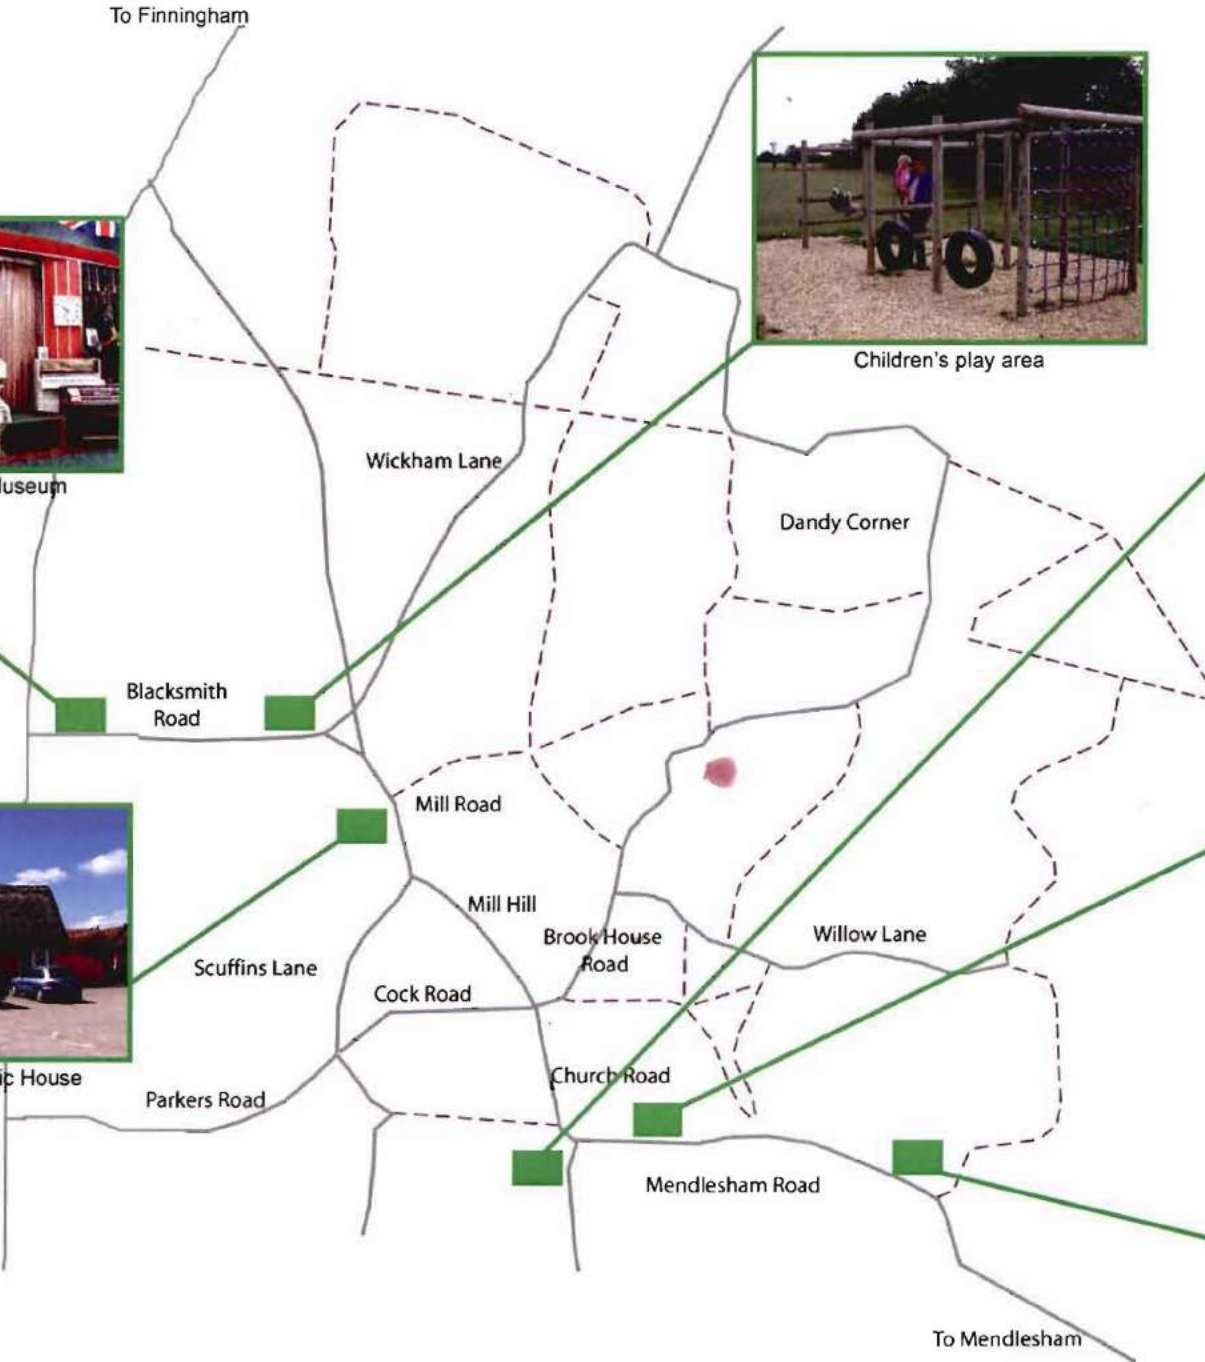 To Finningham
Children's play area
Wickham Lane
useum
Dandy Corner
Blacksmith
Road
Mill Road
Mill Hill
Brook House
Road
Willow Lane
Scuffins Lane
Cock Road
ic House
Church Road
Parkers Road
Mendlesham Road
To Mendlesham